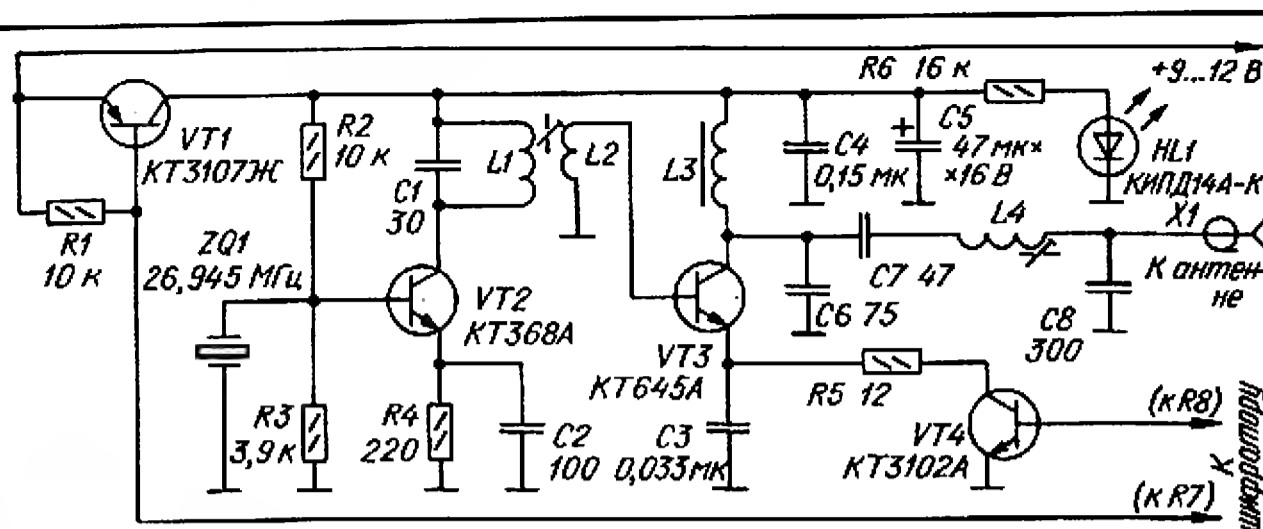 R6 16 к
+9...12 В
VT1
КТ3107Ж
R2
10 к
C1
30
L1
L2
L3
C4
0,15 мк
+
C5
47 мк×
×16 В
HL1
КИПД14А-К
R1
10 к
ZQ1
26,945 МГц
VT2
КТ368А
L4
X1
К антен-
не
C7 47
C6 75
C8
300
VT3
КТ645А
R5 12
R3
3,9 к
R4
220
C2
100
C3
0,033 мк
VT4
КТ3102А
(к R8)
(к R7)
К